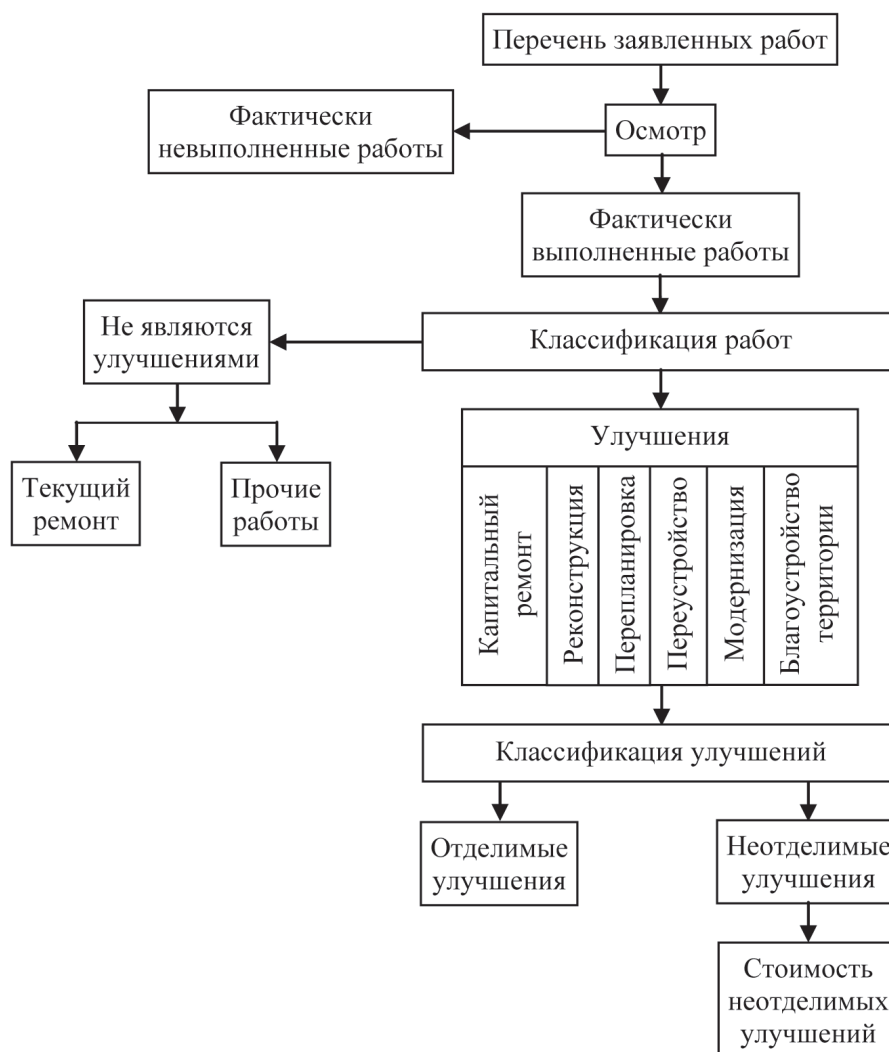 Перечень заявленных работ
Фактически
невыполненные работы
Осмотр
Фактически
выполненные работы
Не являются
улучшениями
Классификация работ
Текущий
ремонт
Прочие
работы
Улучшения
Капитальный
ремонт
Реконструкция
Перепланировка
Переустройство
Модернизация
Благоустройство
территории
Классификация улучшений
Отделимые
улучшения
Неотделимые
улучшения
Стоимость
неотделимых
улучшений